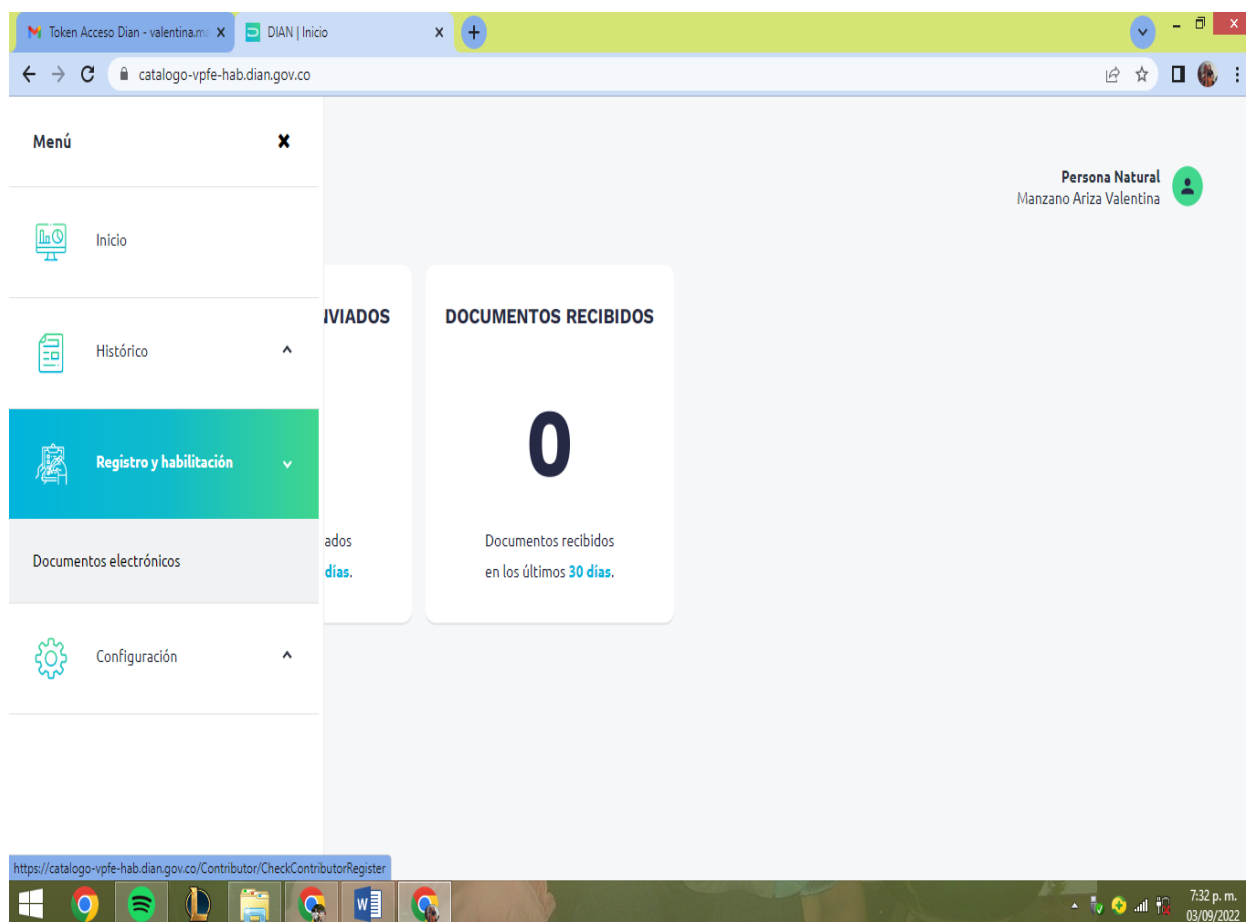 Token Acceso Dian - valentina.m
DIAN | Inicio
catalogo-vpfe-hab.dian.gov.co
Menú
Persona Natural
Manzano Ariza Valentina
Inicio
NVIADOS
DOCUMENTOS RECIBIDOS
Histórico
0
Registro y habilitación
ados
días.
Documentos recibidos
en los últimos 30 días.
Documentos electrónicos
Configuración
https://catalogo-vpfe-hab.dian.gov.co/Contributor/CheckContributorRegister
7:32 p. m.
03/09/2022